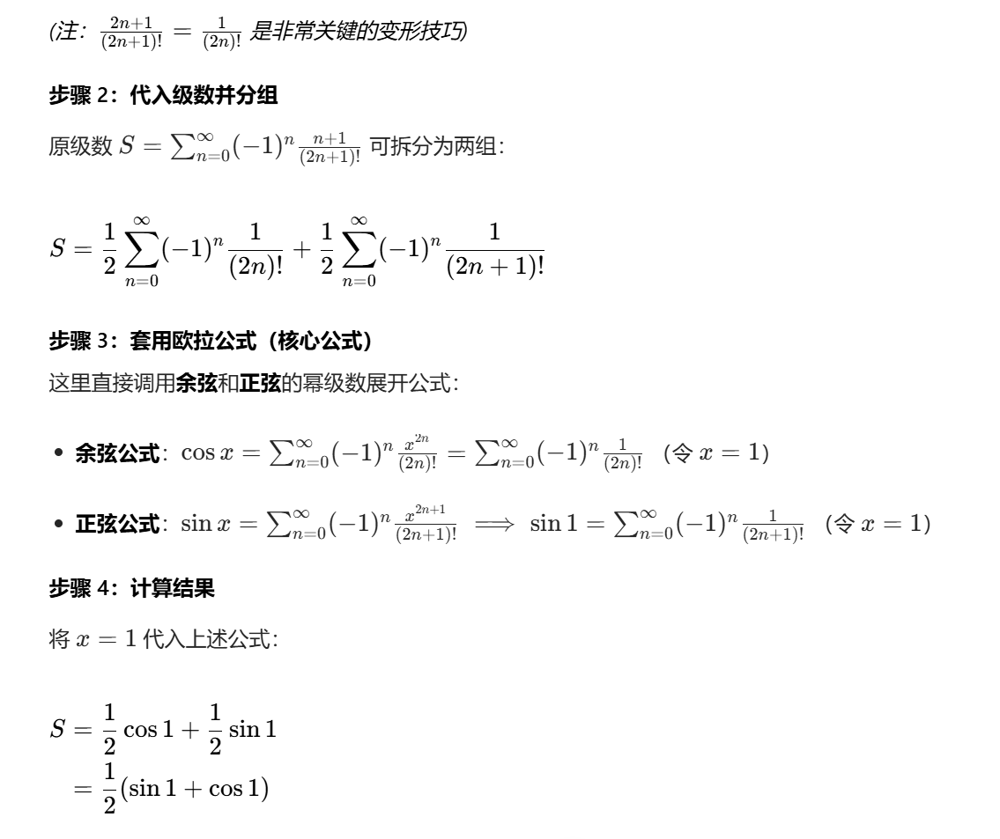 (注：$\frac{2n+1}{(2n+1)!} = \frac{1}{(2n)!}$ 是非常关键的变形技巧)
步骤 2：代入级数并分组
原级数 $S = \sum_{n=0}^{\infty}(-1)^n \frac{n+1}{(2n+1)!}$ 可拆分为两组：
$S = \frac{1}{2}\sum_{n=0}^{\infty}(-1)^n \frac{1}{(2n)!} + \frac{1}{2}\sum_{n=0}^{\infty}(-1)^n \frac{1}{(2n+1)!}$
步骤 3：套用欧拉公式（核心公式）
这里直接调用余弦和正弦的幂级数展开公式：
• 余弦公式：$\cos x = \sum_{n=0}^{\infty}(-1)^n \frac{x^{2n}}{(2n)!} = \sum_{n=0}^{\infty}(-1)^n \frac{1}{(2n)!}$ （令 $x = 1$）
• 正弦公式：$\sin x = \sum_{n=0}^{\infty}(-1)^n \frac{x^{2n+1}}{(2n+1)!} \implies \sin 1 = \sum_{n=0}^{\infty}(-1)^n \frac{1}{(2n+1)!}$ （令 $x = 1$）
步骤 4：计算结果
将 $x = 1$ 代入上述公式：
$S = \frac{1}{2}\cos 1 + \frac{1}{2}\sin 1$
$= \frac{1}{2}(\sin 1 + \cos 1)$